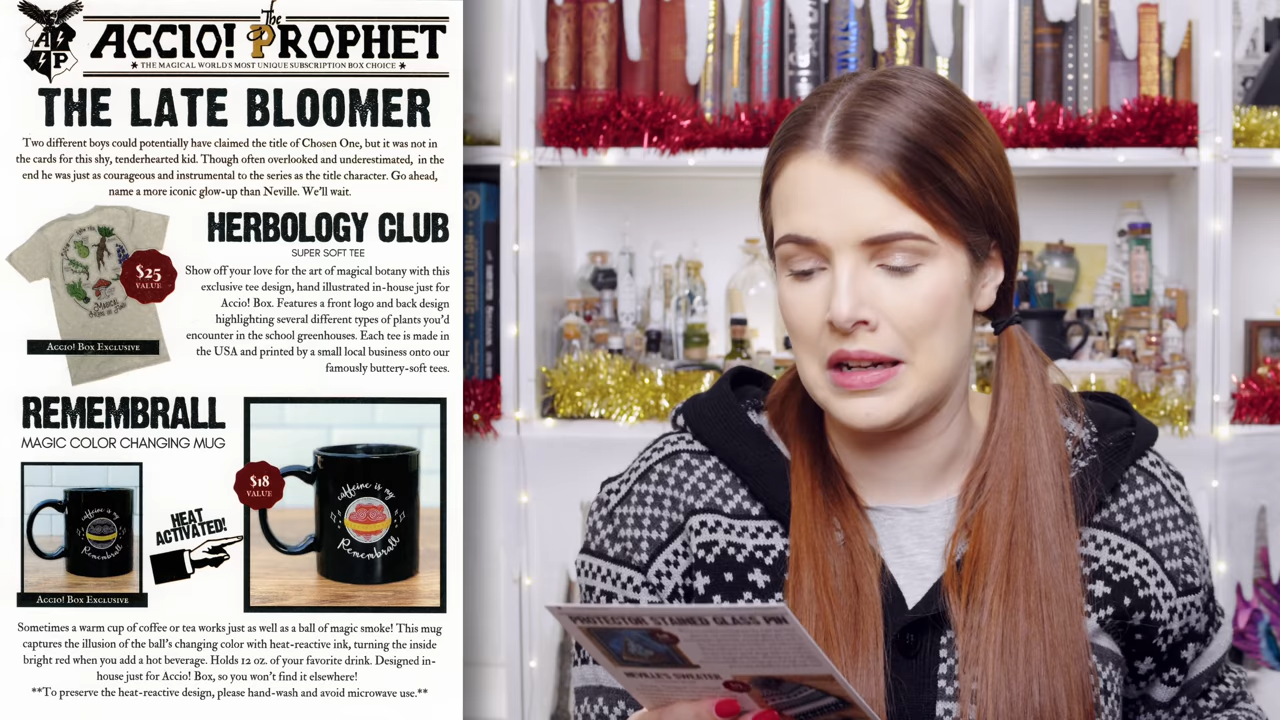 The
ACCIO! PROPHET
A P
★ THE MAGICAL WORLD'S MOST UNIQUE SUBSCRIPTION BOX CHOICE ★
THE LATE BLOOMER
Two different boys could potentially have claimed the title of Chosen One, but it was not in
the cards for this shy, tenderhearted kid. Though often overlooked and underestimated, in the
end he was just as courageous and instrumental to the series as the title character. Go ahead,
name a more iconic glow-up than Neville. We'll wait.
HERBOLOGY CLUB
SUPER SOFT TEE
$25
VALUE
Accio! Box Exclusive
Show off your love for the art of magical botany with this
exclusive tee design, hand illustrated in-house just for
Accio! Box. Features a front logo and back design
highlighting several different types of plants you'd
encounter in the school greenhouses. Each tee is made in
the USA and printed by a small local business onto our
famously buttery-soft tees.
REMEMBRALL
MAGIC COLOR CHANGING MUG
caffeine is my
Remembrall
Accio! Box Exclusive
HEAT
ACTIVATED!
$18
VALUE
caffeine is my
Remembrall
Sometimes a warm cup of coffee or tea works just as well as a ball of magic smoke! This mug
captures the illusion of the ball's changing color with heat-reactive ink, turning the inside
bright red when you add a hot beverage. Holds 12 oz. of your favorite drink. Designed in-
house just for Accio! Box, so you won't find it elsewhere!
**To preserve the heat-reactive design, please hand-wash and avoid microwave use.**
PROTECTOR STAINED GLASS PIN
NEVILLE'S SWEATER
MOVIE MAGIC